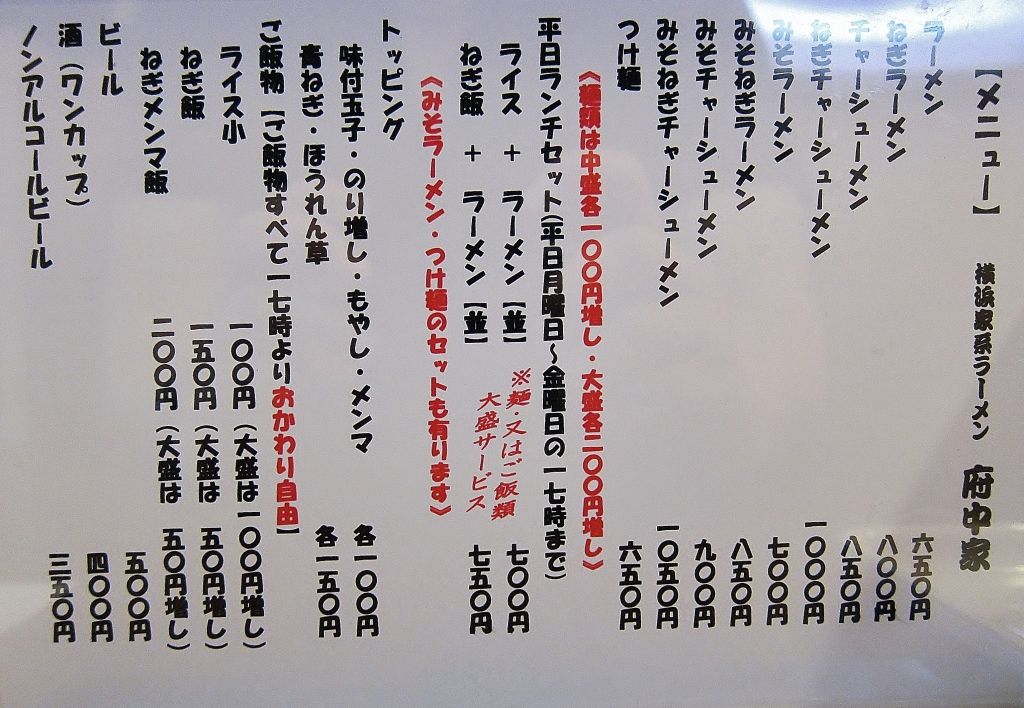 【メニュー】 横浜家系ラーメン 府中家
ラーメン 六五〇円
ねぎラーメン 八〇〇円
チャーシューメン 八五〇円
ねぎチャーシューメン 一〇〇〇円
みそラーメン 七〇〇円
みそねぎラーメン 八五〇円
みそチャーシューメン 九〇〇円
みそねぎチャーシューメン 一〇五〇円
つけ麺 六五〇円
《麺類は中盛各一〇〇円増し・大盛各二〇〇円増し》
平日ランチセット(平日月曜日～金曜日の一七時まで)
ライス + ラーメン【並】 七〇〇円
ねぎ飯 + ラーメン【並】 七五〇円
※麺・又はご飯類
大盛サービス
《みそラーメン・つけ麺のセットも有ります》
トッピング
味付玉子・のり増し・もやし・メンマ 各一〇〇円
青ねぎ・ほうれん草 各一五〇円
ご飯物【ご飯物すべて一七時よりおかわり自由】
ライス小 一〇〇円(大盛は一〇〇円増し)
ねぎ飯 一五〇円(大盛は 五〇円増し)
ねぎメンマ飯 二〇〇円(大盛は 五〇円増し)
ビール 五〇〇円
酒(ワンカップ) 四〇〇円
ノンアルコールビール 三五〇円